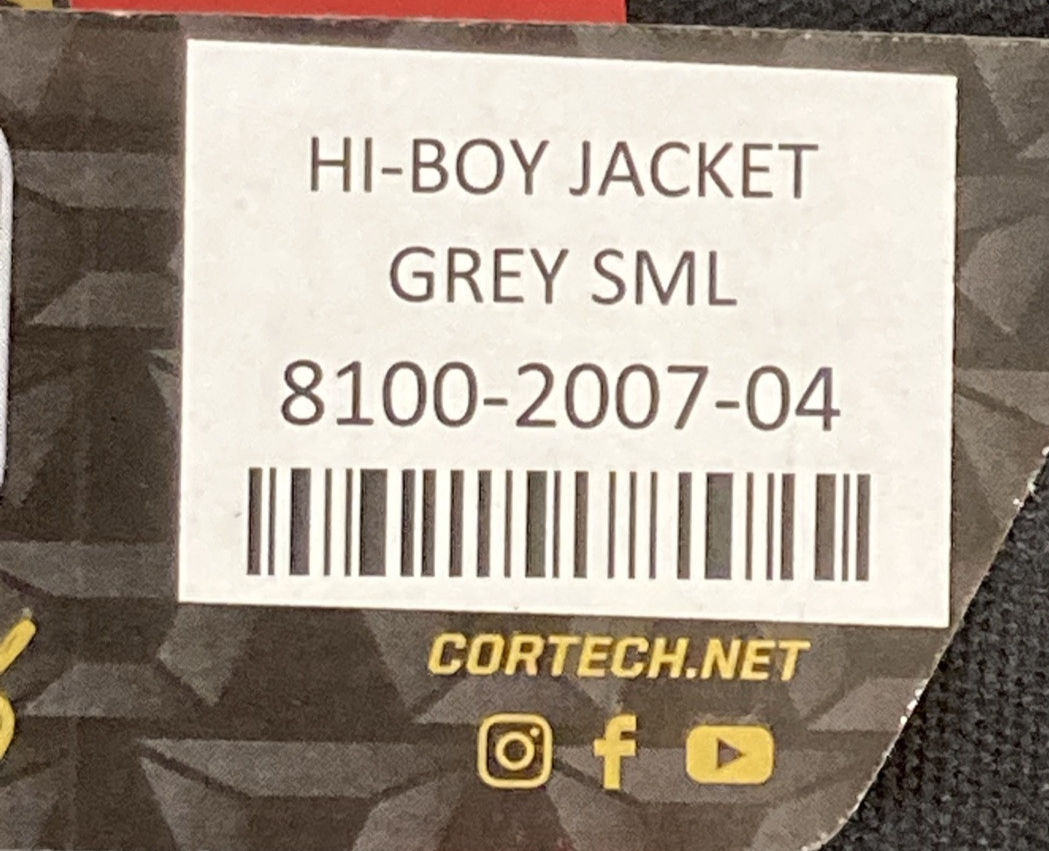 HI-BOY JACKET
GREY SML
8100-2007-04
CORTECH.NET